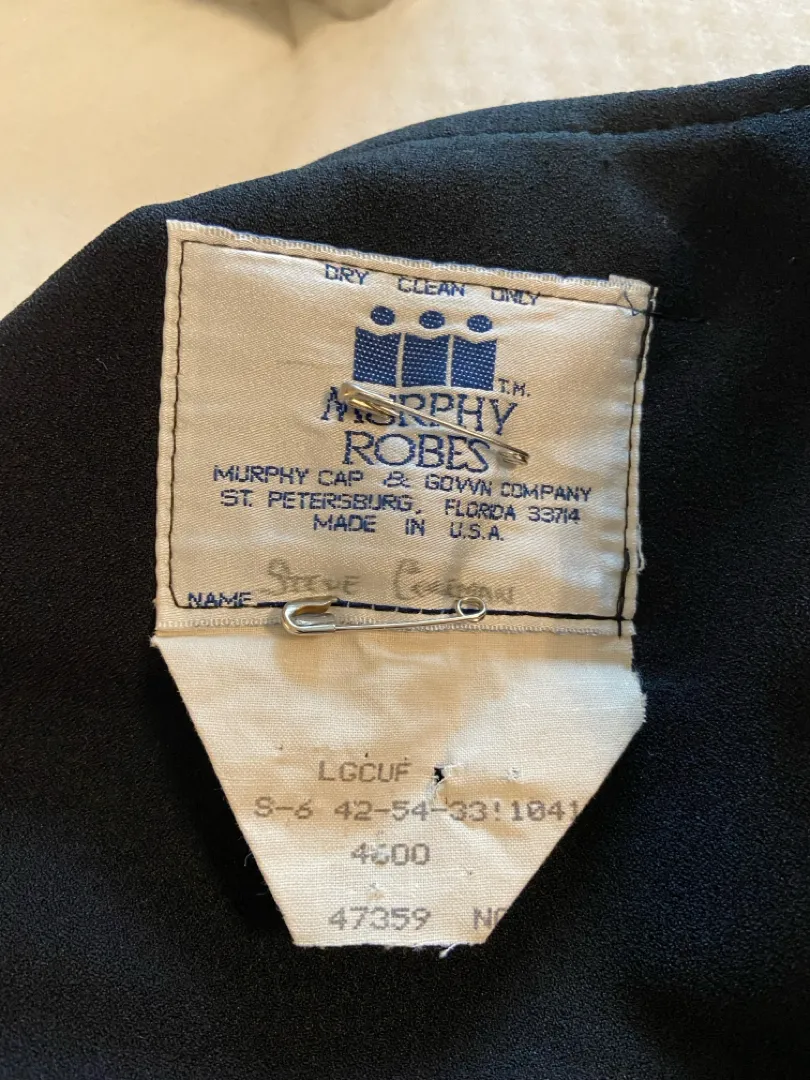 DRY CLEAN ONLY
T.M.
MURPHY
ROBES
MURPHY CAP & GOWN COMPANY
ST. PETERSBURG, FLORIDA 33714
MADE IN U.S.A.
NAME Steve
LGCUF
S-6 42-54-33!1041
4600
47359 NO